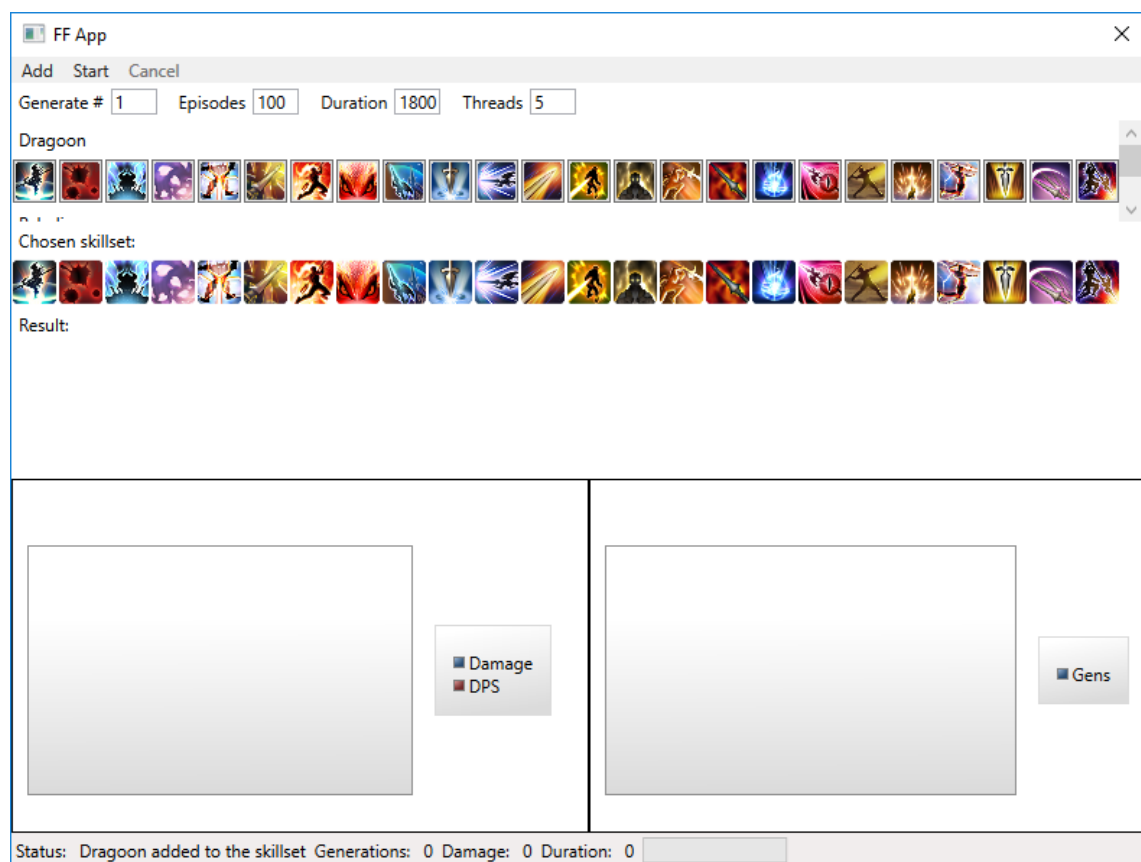 FF App
Add Start Cancel
Generate # 1 Episodes 100 Duration 1800 Threads 5
Dragoon
Chosen skillset:
Result:
Damage
DPS
Gens
Status: Dragoon added to the skillset Generations: 0 Damage: 0 Duration: 0